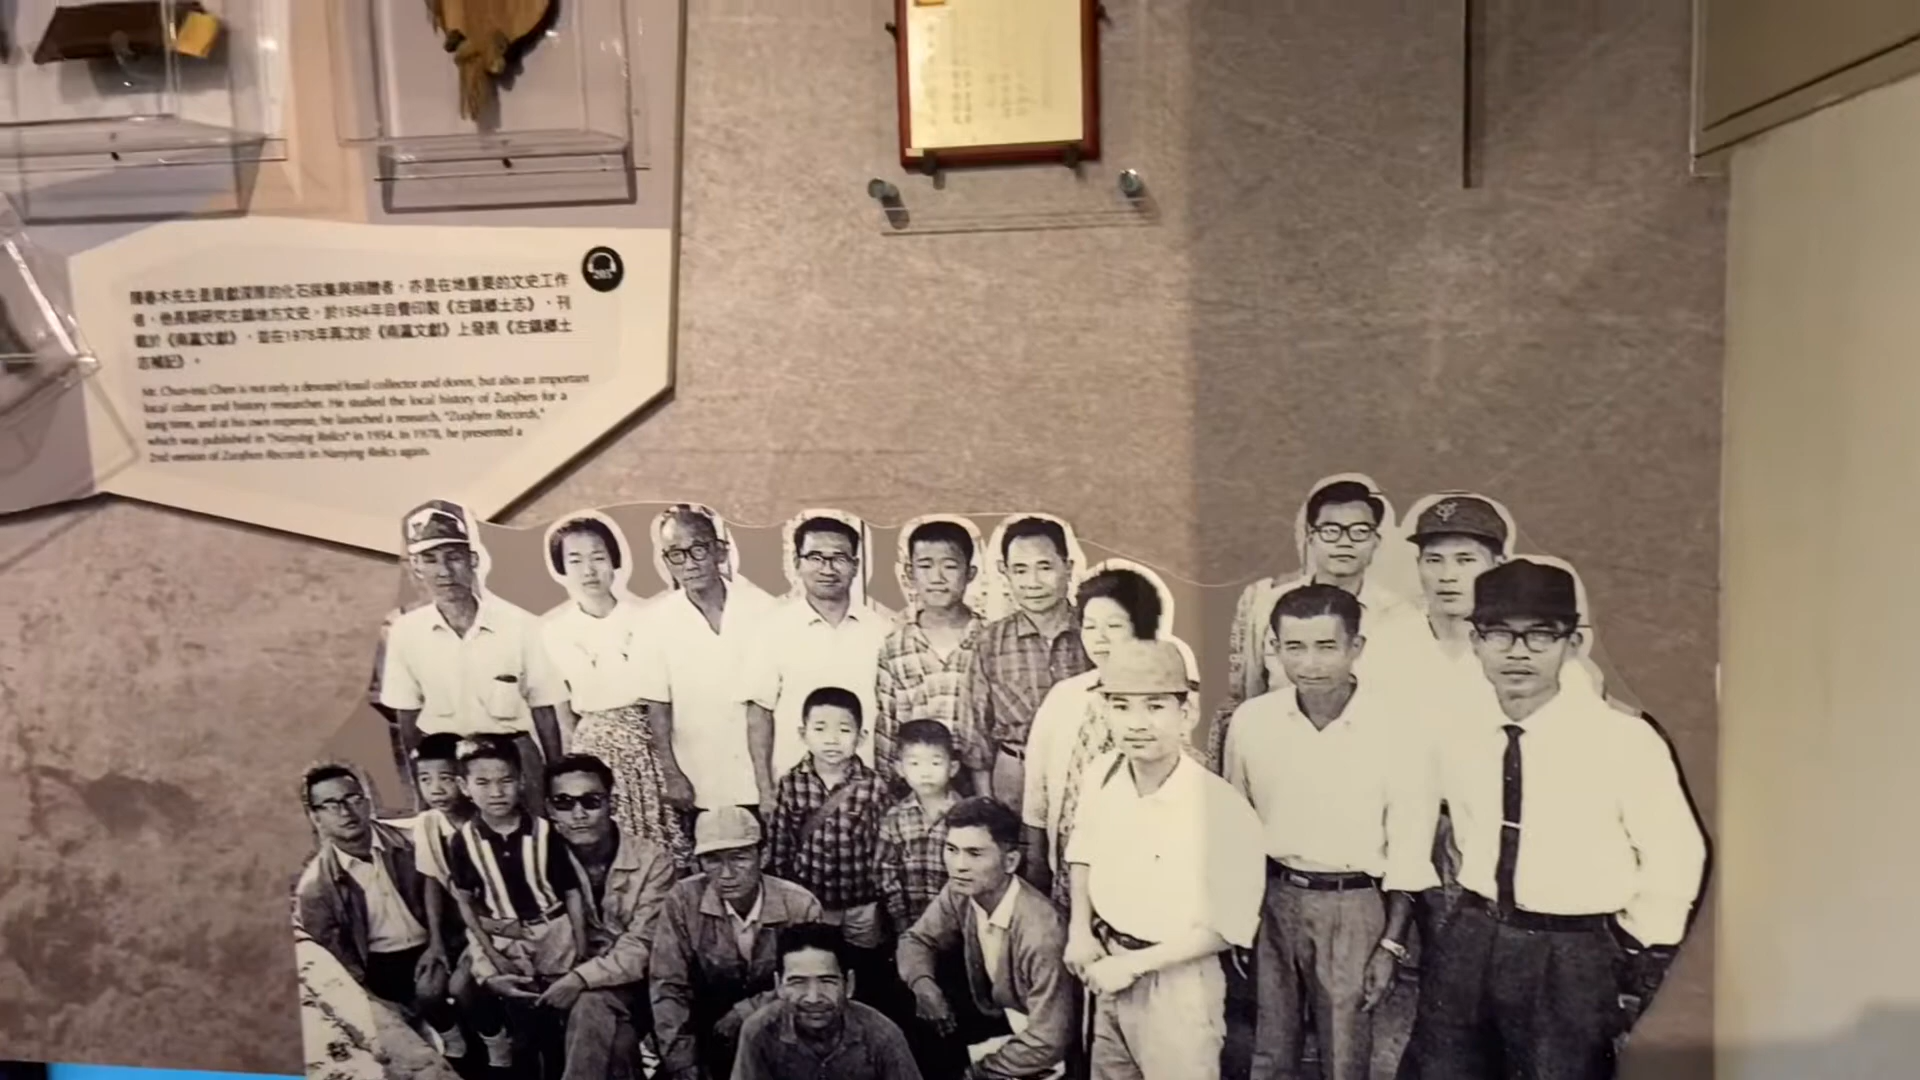 陳春木先生是貢獻深厚的化石採集與捐贈者，亦是在地重要的文史工作
者，他長期研究左鎮地方文史，於1954年自費印製《左鎮鄉土志》，刊
載於《南瀛文獻》，並在1978年再次於《南瀛文獻》上發表《左鎮鄉土
志補記》。
Mr. Chun-mu Chen is not only a devoted fossil collector and donor, but also an important
local culture and history researcher. He studied the local history of Zuojhen for a
long time, and at his own expense, he launched a research, "Zuojhen Records,"
which was published in "Nanying Relics" in 1954. In 1978, he presented a
2nd version of Zuojhen Records in Nanying Relics again.